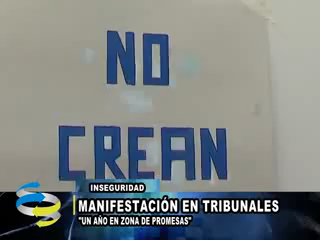 NO
CREAN
INSEGURIDAD
MANIFESTACIÓN EN TRIBUNALES
"UN AÑO EN ZONA DE PROMESAS"